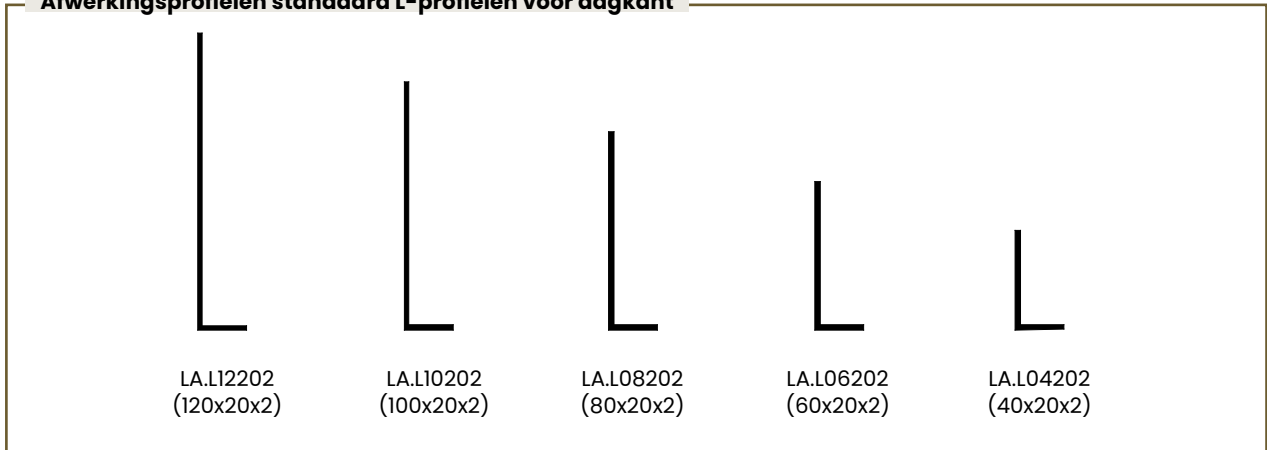 Afwerkingsprofielen standaard L-profielen voor dagkant
LA.L12202
(120x20x2)
LA.L10202
(100x20x2)
LA.L08202
(80x20x2)
LA.L06202
(60x20x2)
LA.L04202
(40x20x2)